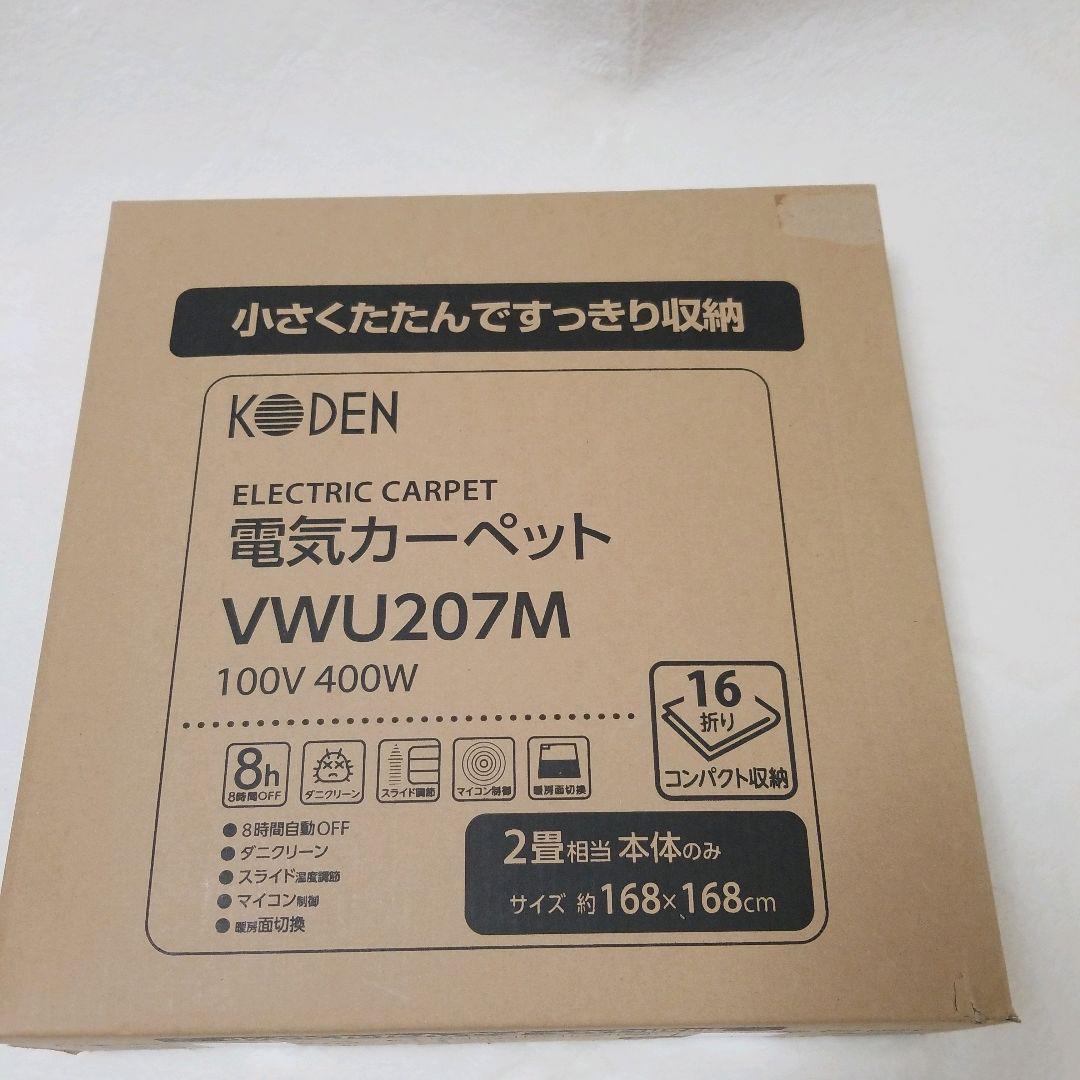 小さくたたんですっきり収納
KODEN
ELECTRIC CARPET
電気カーペット
VWU207M
100V 400W
16
折り
コンパクト収納
8h
8時間OFF
ダニクリーン
スライド調節
マイコン制御
暖房面切換
●8時間自動OFF
●ダニクリーン
●スライド温度調節
●マイコン制御
●暖房面切換
2畳相当 本体のみ
サイズ 約168×168cm